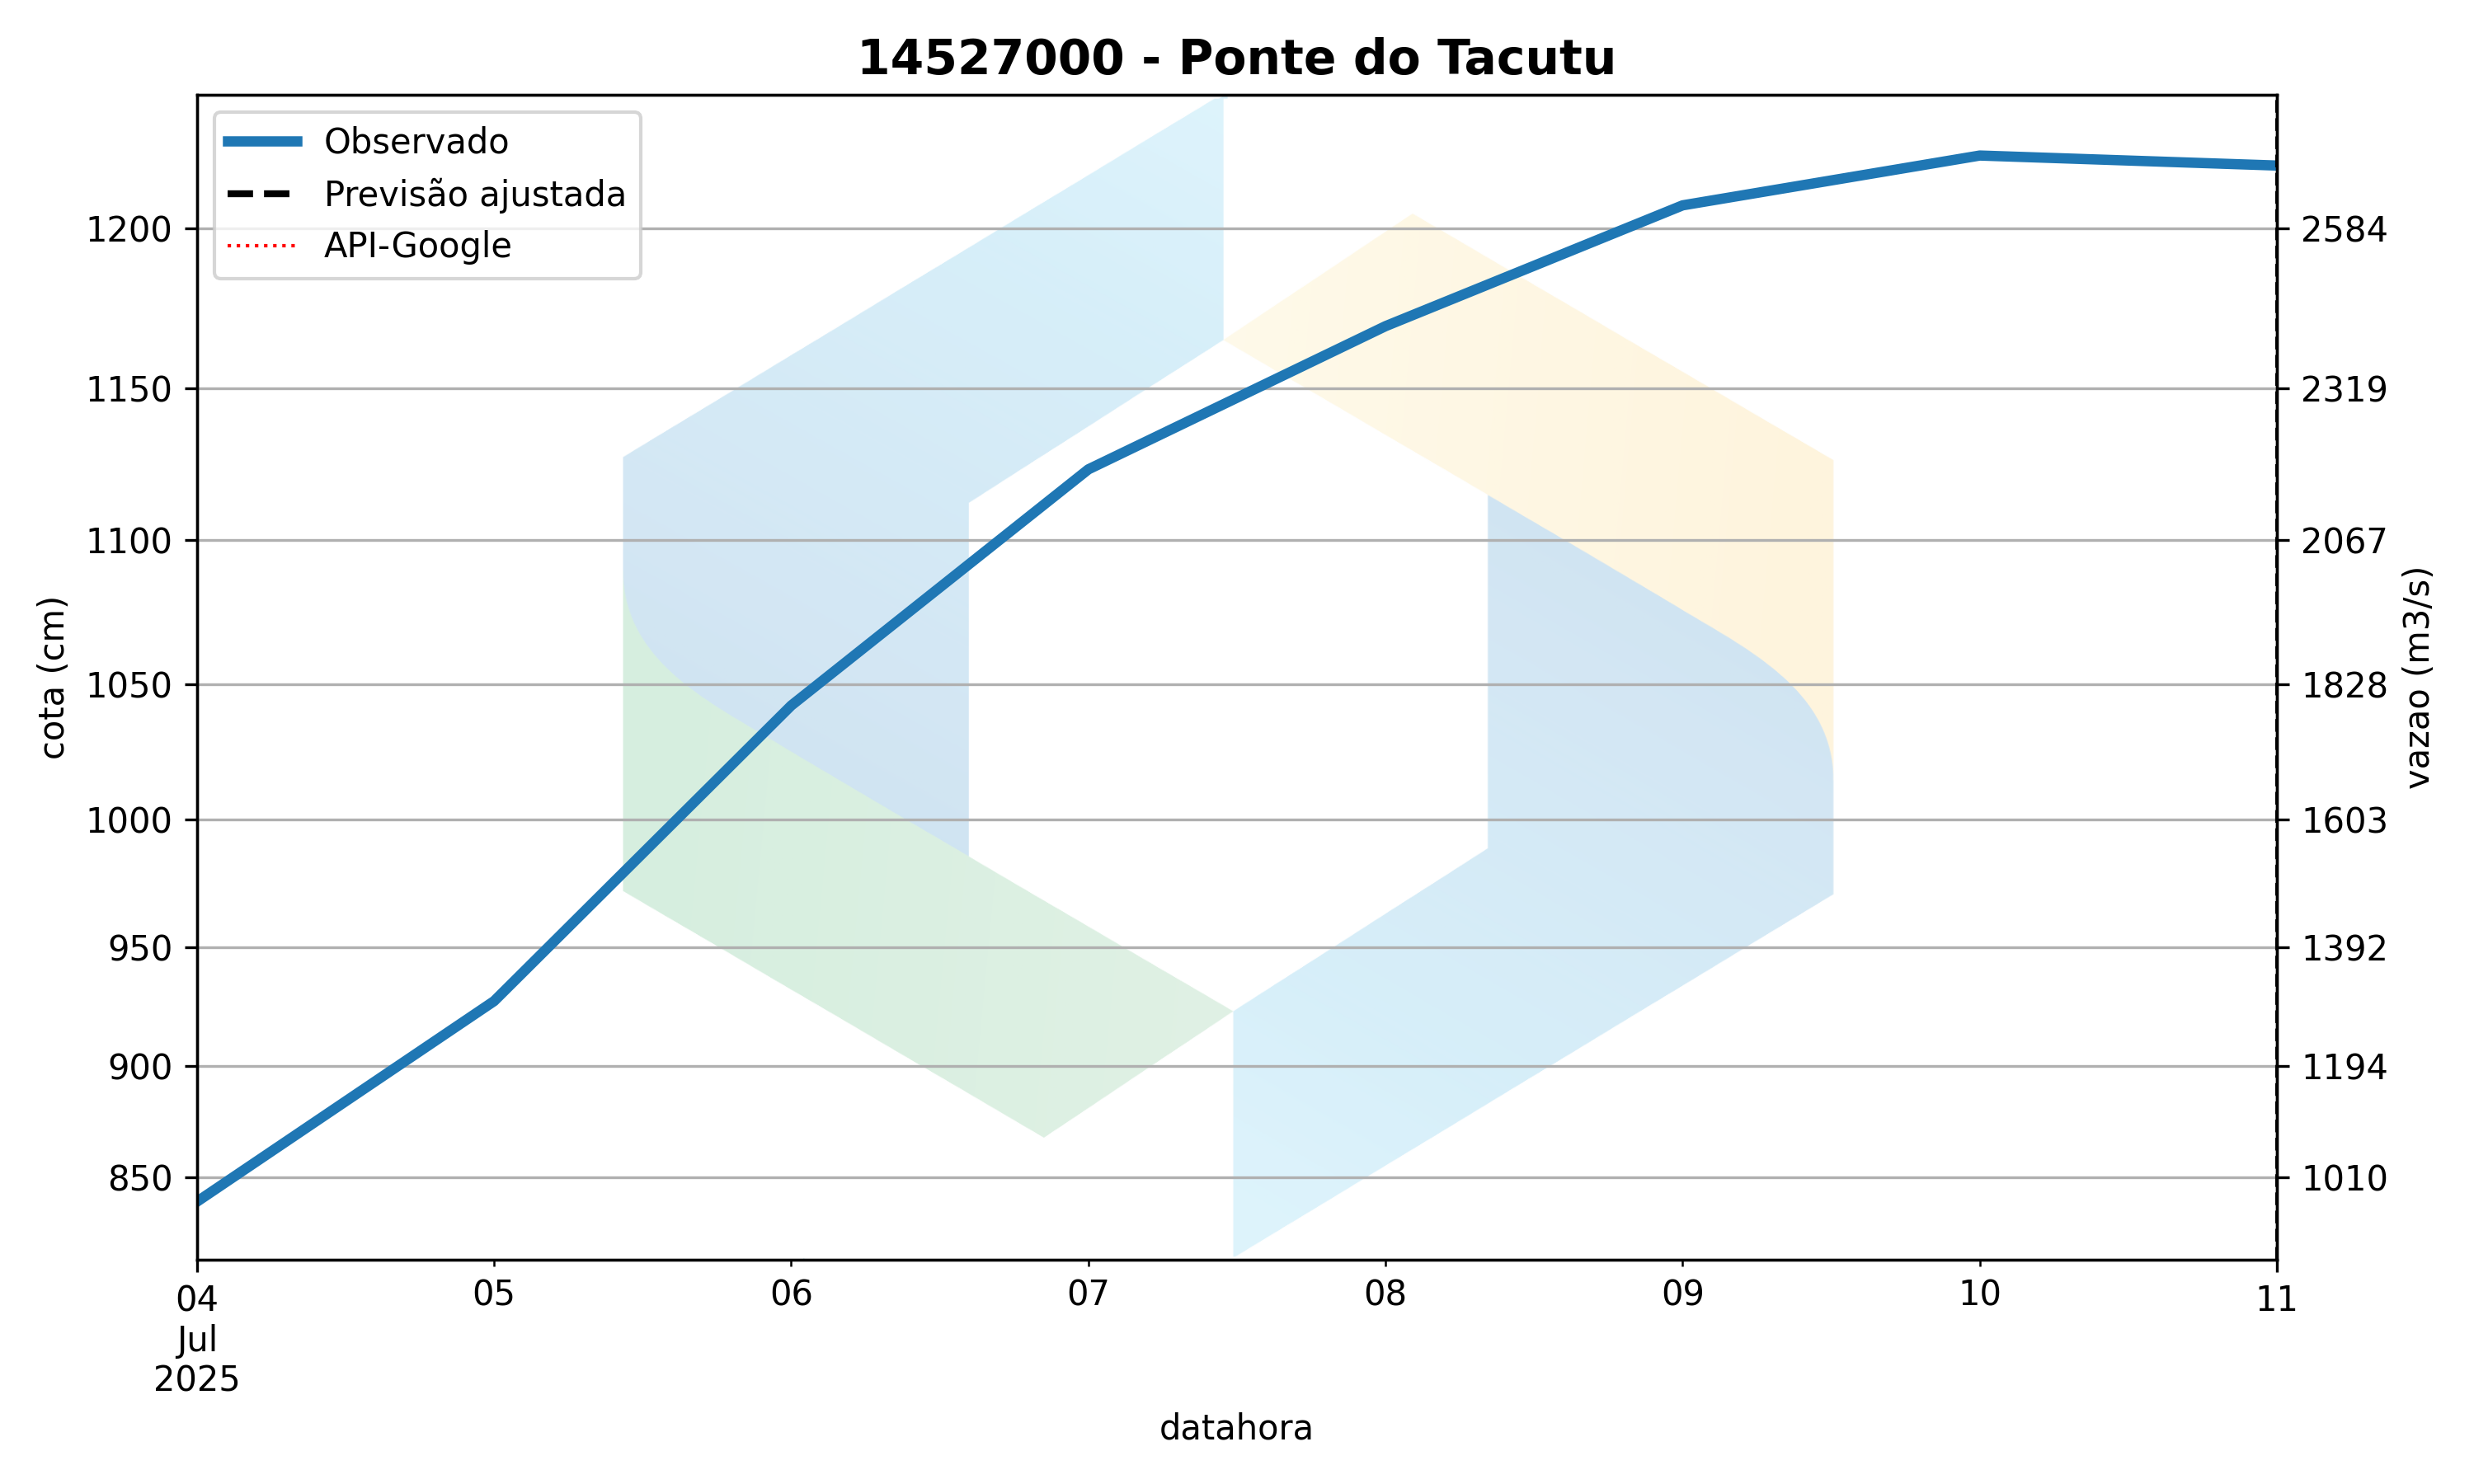 14527000 - Ponte do Tacutu
Observado
Previsão ajustada
API-Google
1200
1150
1100
1050
1000
950
900
850
cota (cm)
2584
2319
2067
1828
1603
1392
1194
1010
vazao (m3/s)
04 05 06 07 08 09 10 11
Jul
2025
datahora